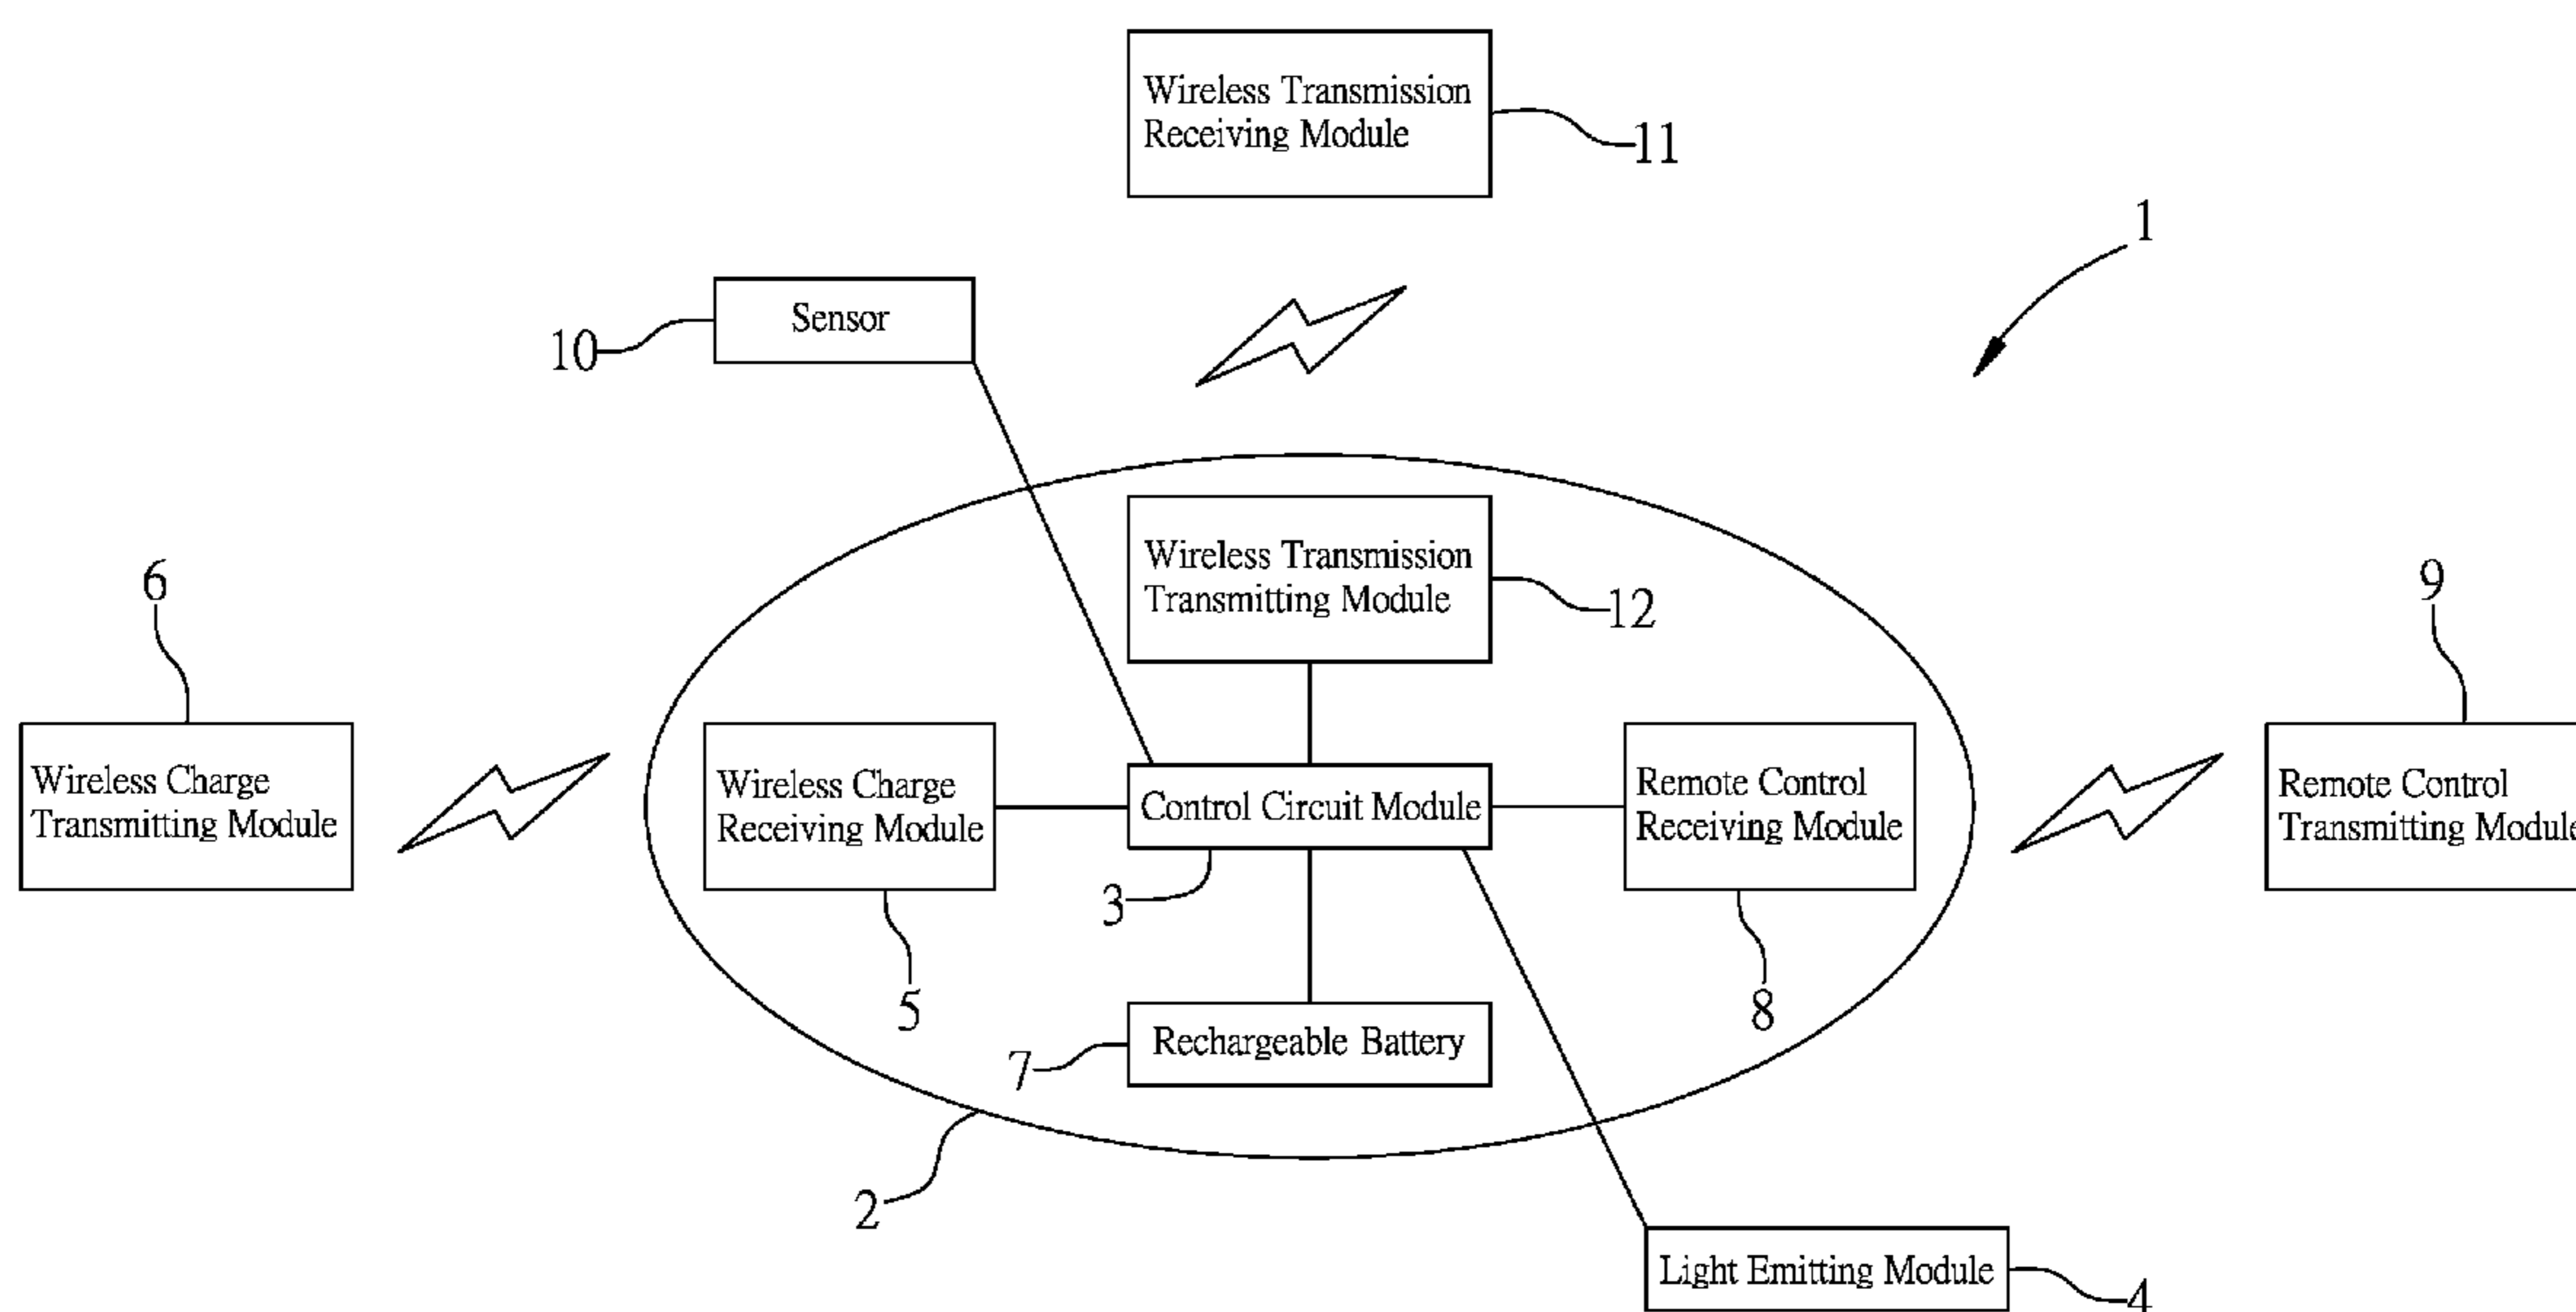 Wireless Transmission
Receiving Module
11
1
Sensor
10
Wireless Transmission
Transmitting Module
12
6
9
Wireless Charge
Transmitting Module
Wireless Charge
Receiving Module
Control Circuit Module
Remote Control
Receiving Module
Remote Control
Transmitting Module
3
5
8
Rechargeable Battery
7
2
Light Emitting Module
4